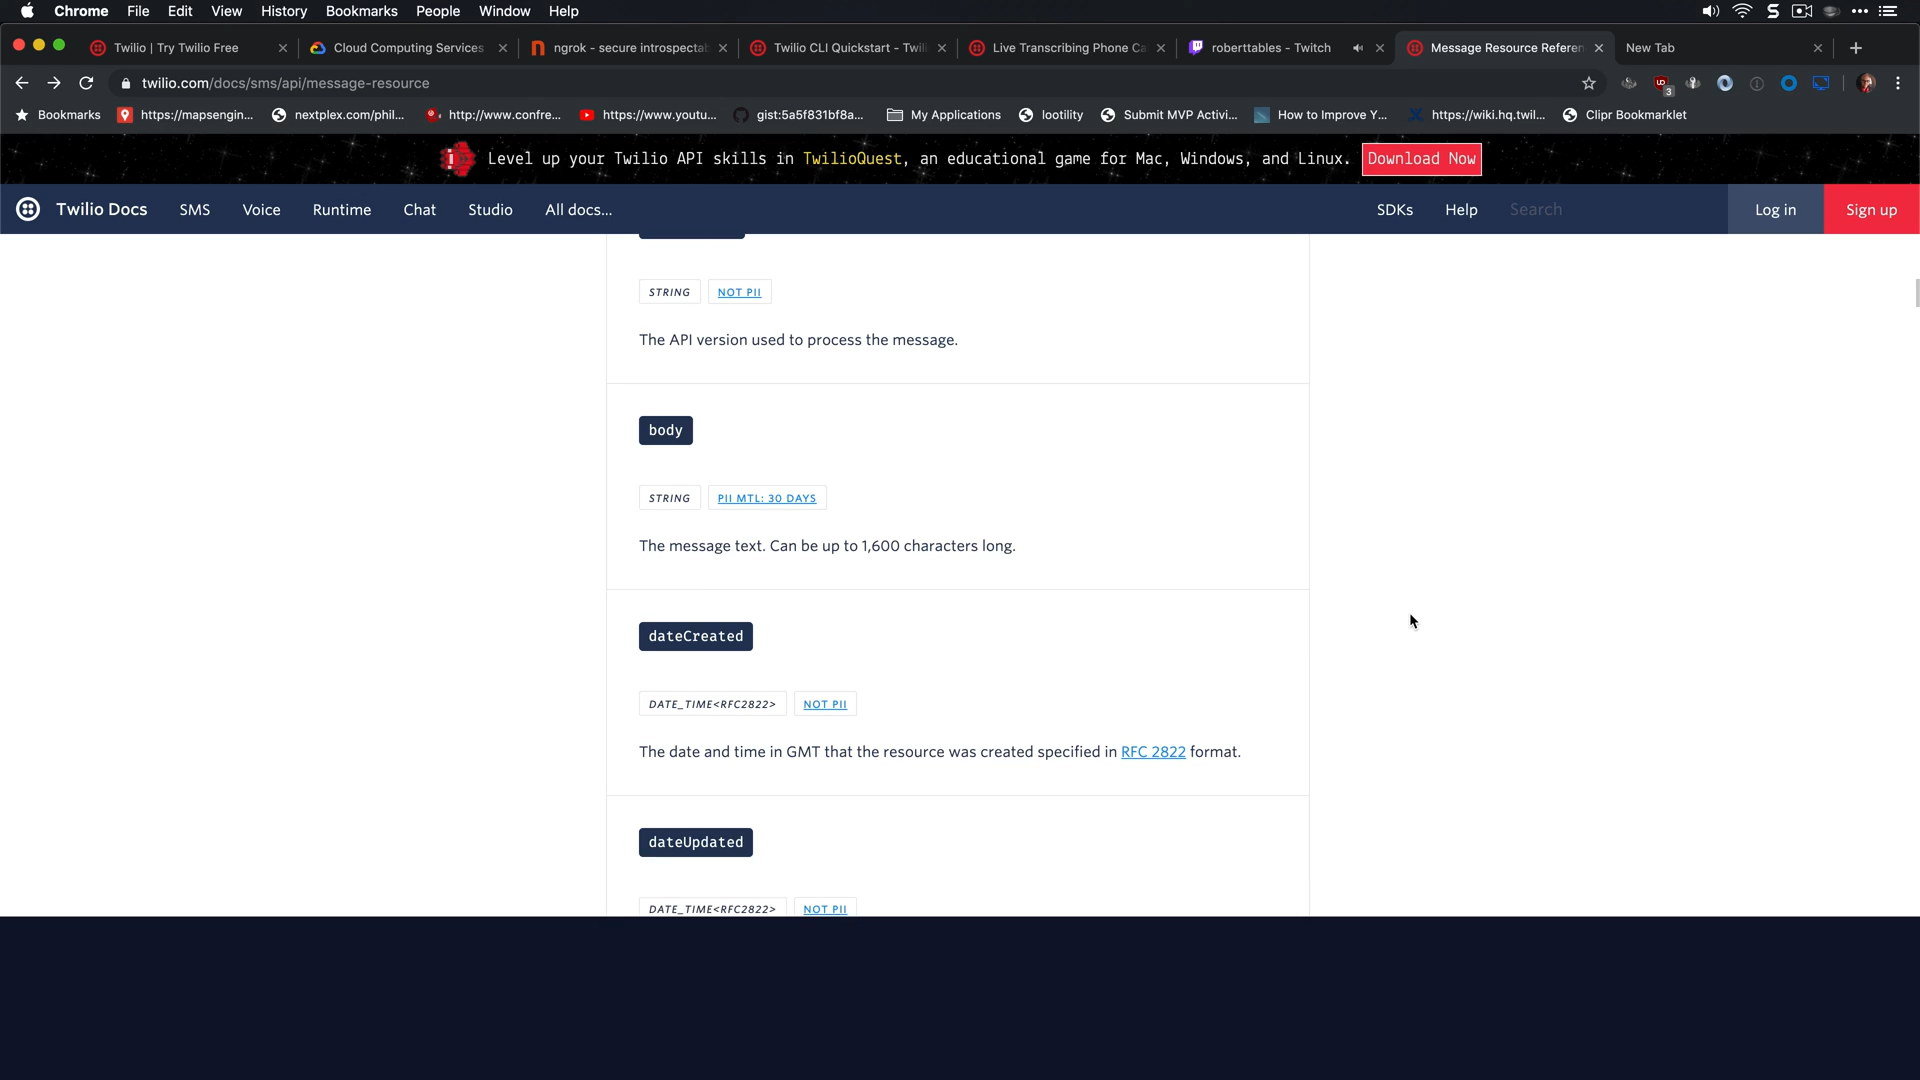 Chrome File Edit View History Bookmarks People Window Help
Twilio | Try Twilio Free
Cloud Computing Services
ngrok - secure introspectab
Twilio CLI Quickstart - Twili
Live Transcribing Phone Ca
roberttables - Twitch
Message Resource Referen
New Tab
twilio.com/docs/sms/api/message-resource
3
Bookmarks
https://mapsengin...
nextplex.com/phil...
http://www.confre...
https://www.youtu...
gist:5a5f831bf8a...
My Applications
lootility
Submit MVP Activi...
How to Improve Y...
https://wiki.hq.twil...
Clipr Bookmarklet
Level up your Twilio API skills in TwilioQuest, an educational game for Mac, Windows, and Linux. Download Now
Twilio Docs SMS Voice Runtime Chat Studio All docs... SDKs Help Search Log in Sign up
STRING NOT PII
The API version used to process the message.
body
STRING PII MTL: 30 DAYS
The message text. Can be up to 1,600 characters long.
dateCreated
DATE_TIME<RFC2822> NOT PII
The date and time in GMT that the resource was created specified in RFC 2822 format.
dateUpdated
DATE_TIME<RFC2822> NOT PII